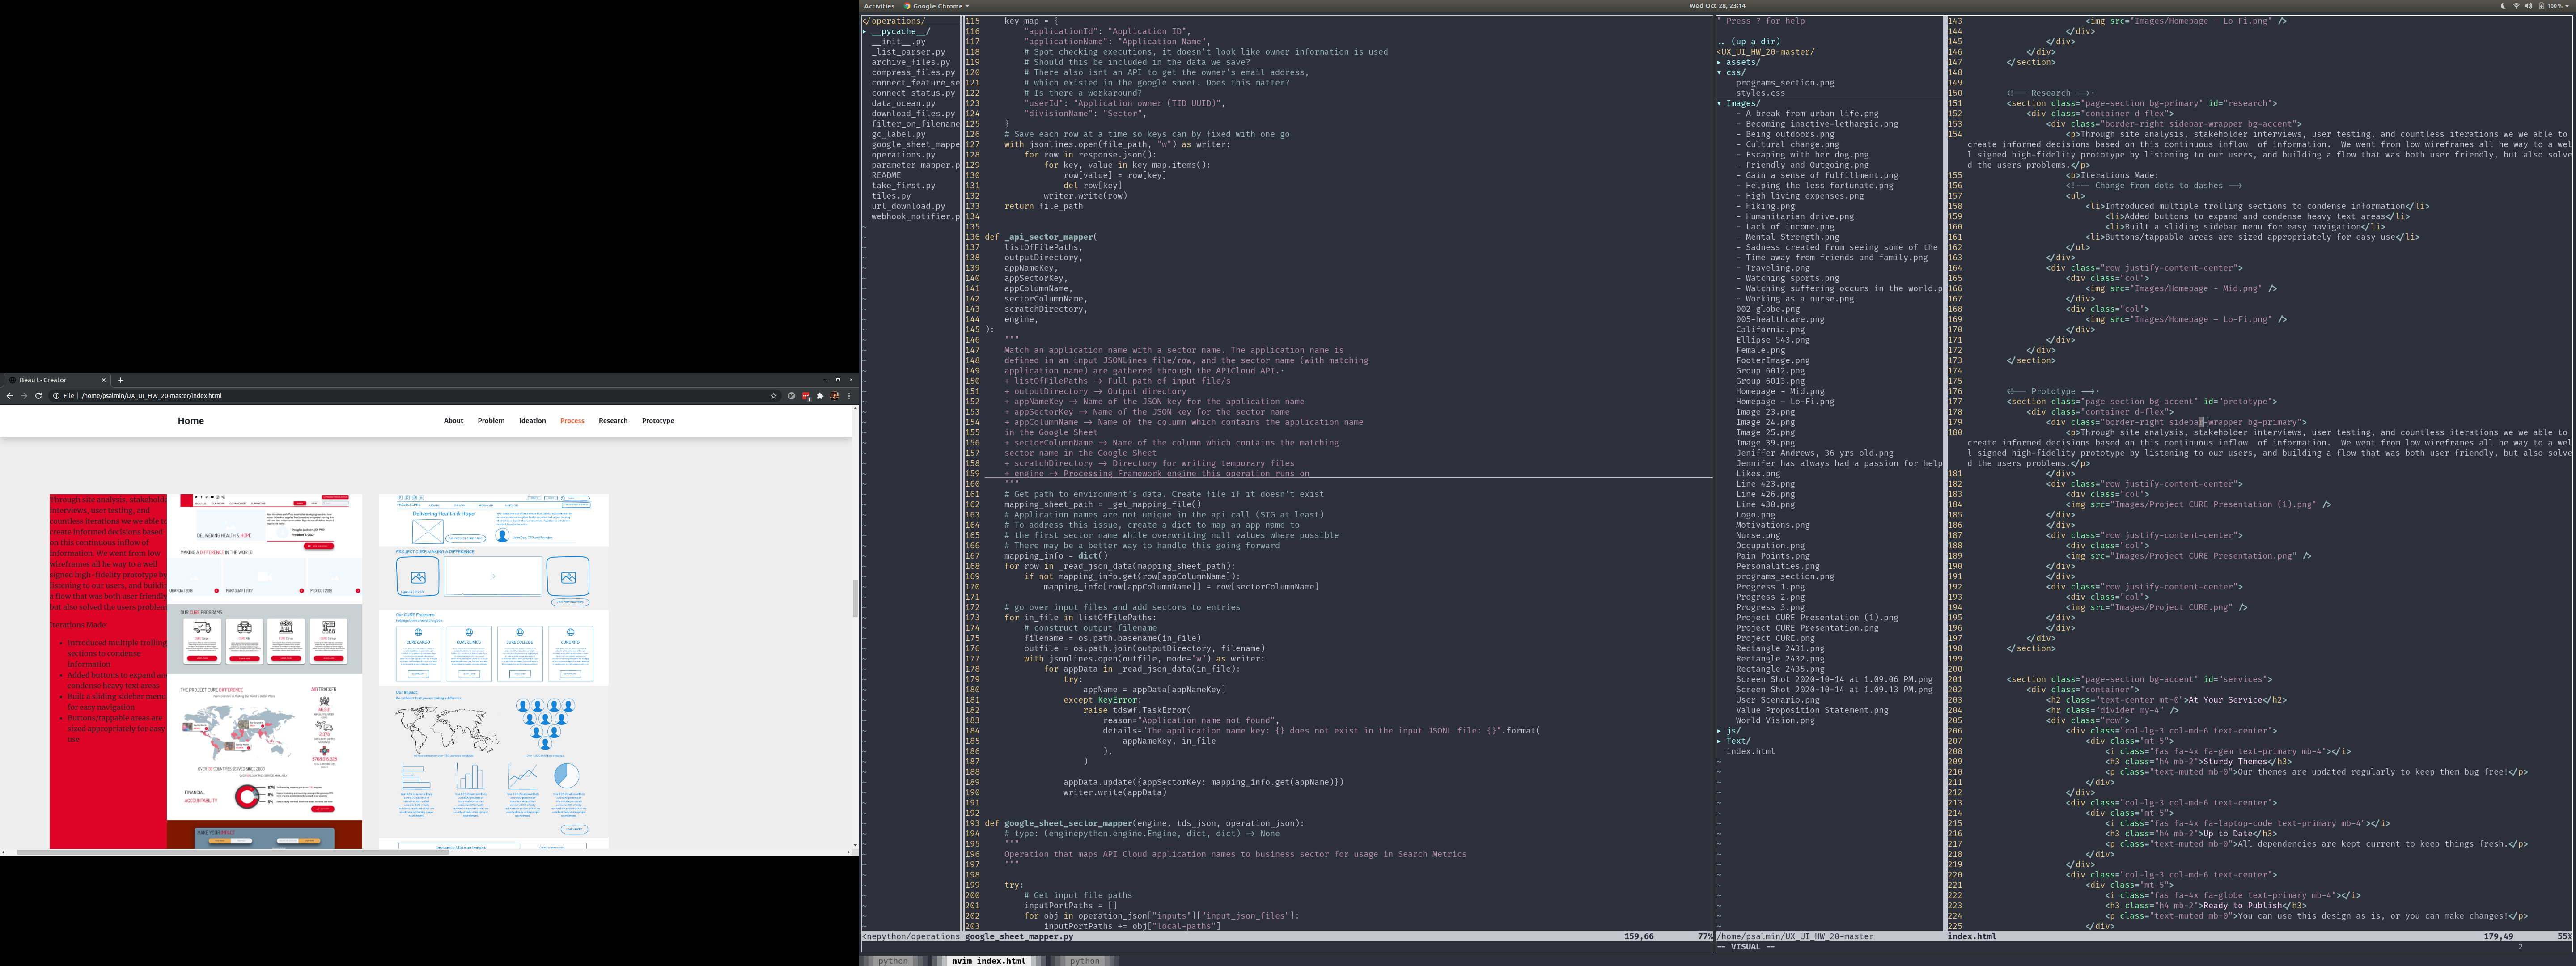 Activities
Google Chrome
Wed Oct 28, 23:14
100 %
Beau L- Creator
File
/home/psalmin/UX_UI_HW_20-master/index.html
Home
About
Problem
Ideation
Process
Research
Prototype
Through site analysis, stakeholder
interviews, user testing, and
countless iterations we we able to
create informed decisions based
on this continuous inflow of
information. We went from low
wireframes all he way to a well
signed high-fidelity prototype by
Iterations Made:
Introduced multiple trolling
sections to condense
information
Added buttons to expand and
condense heavy text areas
Built a sliding sidebar menu
for easy navigation
Buttons/tappable areas are
sized appropriately for easy
use
DELIVERING HEALTH & HOPE
MAKING A DIFFERENCE IN THE WORLD
OUR CURE PROGRAMS
THE PROJECT CURE DIFFERENCE
AID TRACKER
FINANCIAL
ACCOUNTABILITY
MAKE YOUR IMPACT
Delivering Health & Hope
PROJECT CURE MAKING A DIFFERENCE
Our CURE Programs
CURE CARGO
CURE CLINICS
CURE COLLEGE
CURE KITS
Our Impact
</operations/
▸ __pycache__/
__init__.py
_list_parser.py
archive_files.py
compress_files.py
connect_feature_se
connect_status.py
data_ocean.py
download_files.py
filter_on_filename
gc_label.py
google_sheet_mappe
operations.py
parameter_mapper.p
README
take_first.py
tiles.py
url_download.py
webhook_notifier.p
115 key_map = {
116 "applicationId": "Application ID",
117 "applicationName": "Application Name",
118 # Spot checking executions, it doesn't look like owner information is used
119 # Should this be included in the data we save?
120 # There also isnt an API to get the owner's email address,
121 # which existed in the google sheet. Does this matter?
122 # Is there a workaround?
123 "userId": "Application owner (TID UUID)",
124 "divisionName": "Sector",
125 }
126 # Save each row at a time so keys can by fixed with one go
127 with jsonlines.open(file_path, "w") as writer:
128 for row in response.json():
129 for key, value in key_map.items():
130 row[value] = row[key]
131 del row[key]
132 writer.write(row)
133 return file_path
134
135
136 def _api_sector_mapper(
137 listOfFilePaths,
138 outputDirectory,
139 appNameKey,
140 appSectorKey,
141 appColumnName,
142 sectorColumnName,
143 scratchDirectory,
144 engine,
145 ):
146 """
147 Match an application name with a sector name. The application name is
148 defined in an input JSONLines file/row, and the sector name (with matching
149 application name) are gathered through the APICloud API.·
150 + listOfFilePaths -> Full path of input file/s
151 + outputDirectory -> Output directory
152 + appNameKey -> Name of the JSON key for the application name
153 + appSectorKey -> Name of the JSON key for the sector name
154 + appColumnName -> Name of the column which contains the application name
155 in the Google Sheet
156 + sectorColumnName -> Name of the column which contains the matching
157 sector name in the Google Sheet
158 + scratchDirectory -> Directory for writing temporary files
159 + engine -> Processing Framework engine this operation runs on
160 """
161 # Get path to environment's data. Create file if it doesn't exist
162 mapping_sheet_path = _get_mapping_file()
163 # Application names are not unique in the api call (STG at least)
164 # To address this issue, create a dict to map an app name to
165 # the first sector name while overwriting null values where possible
166 # There may be a better way to handle this going forward
167 mapping_info = dict()
168 for row in _read_json_data(mapping_sheet_path):
169 if not mapping_info.get(row[appColumnName]):
170 mapping_info[row[appColumnName]] = row[sectorColumnName]
171
172 # go over input files and add sectors to entries
173 for in_file in listOfFilePaths:
174 # construct output filename
175 filename = os.path.basename(in_file)
176 outfile = os.path.join(outputDirectory, filename)
177 with jsonlines.open(outfile, mode="w") as writer:
178 for appData in _read_json_data(in_file):
179 try:
180 appName = appData[appNameKey]
181 except KeyError:
182 raise tdswf.TaskError(
183 reason="Application name not found",
184 details="The application name key: {} does not exist in the input JSONL file: {}".format(
185 appNameKey, in_file
186 ),
187 )
188
189 appData.update({appSectorKey: mapping_info.get(appName)})
190 writer.write(appData)
191
192
193 def google_sheet_sector_mapper(engine, tds_json, operation_json):
194 # type: (enginepython.engine.Engine, dict, dict) -> None
195 """
196 Operation that maps API Cloud application names to business sector for usage in Search Metrics
197 """
198
199 try:
200 # Get input file paths
201 inputPortPaths = []
202 for obj in operation_json["inputs"]["input_json_files"]:
203 inputPortPaths += obj["local-paths"]
<nepython/operations google_sheet_mapper.py 159,66 77%
" Press ? for help
.. (up a dir)
<UX_UI_HW_20-master/
▸ assets/
▾ css/
programs_section.png
styles.css
▾ Images/
- A break from urban life.png
- Becoming inactive-lethargic.png
- Being outdoors.png
- Cultural change.png
- Escaping with her dog.png
- Friendly and Outgoing.png
- Gain a sense of fulfillment.png
- Helping the less fortunate.png
- High living expenses.png
- Hiking.png
- Humanitarian drive.png
- Lack of income.png
- Mental Strength.png
- Sadness created from seeing some of the
- Time away from friends and family.png
- Traveling.png
- Watching sports.png
- Watching suffering occurs in the world.p
- Working as a nurse.png
002-globe.png
005-healthcare.png
California.png
Ellipse 543.png
Female.png
FooterImage.png
Group 6012.png
Group 6013.png
Homepage - Mid.png
Homepage – Lo-Fi.png
Image 23.png
Image 24.png
Image 25.png
Image 39.png
Jeniffer Andrews, 36 yrs old.png
Jennifer has always had a passion for help
Likes.png
Line 423.png
Line 426.png
Line 430.png
Logo.png
Motivations.png
Nurse.png
Occupation.png
Pain Points.png
Personalities.png
programs_section.png
Progress 1.png
Progress 2.png
Progress 3.png
Project CURE Presentation (1).png
Project CURE Presentation.png
Project CURE.png
Rectangle 2431.png
Rectangle 2432.png
Rectangle 2435.png
Screen Shot 2020-10-14 at 1.09.06 PM.png
Screen Shot 2020-10-14 at 1.09.13 PM.png
User Scenario.png
Value Proposition Statement.png
World Vision.png
▸ js/
▸ Text/
index.html
143 <img src="Images/Homepage – Lo-Fi.png" />
144 </div>
145 </div>
146 </div>
147 </section>
148
149
150 <!-- Research -->·
151 <section class="page-section bg-primary" id="research">
152 <div class="container d-flex">
153 <div class="border-right sidebar-wrapper bg-accent">
154 <p>Through site analysis, stakeholder interviews, user testing, and countless iterations we we able to
create informed decisions based on this continuous inflow of information. We went from low wireframes all he way to a wel
l signed high-fidelity prototype by listening to our users, and building a flow that was both user friendly, but also solve
d the users problems.</p>
155 <p>Iterations Made:
156 <!-- Change from dots to dashes -->
157 <ul>
158 <li>Introduced multiple trolling sections to condense information</li>
159 <li>Added buttons to expand and condense heavy text areas</li>
160 <li>Built a sliding sidebar menu for easy navigation</li>
161 <li>Buttons/tappable areas are sized appropriately for easy use</li>
162 </ul>
163 </div>
164 <div class="row justify-content-center">
165 <div class="col">
166 <img src="Images/Homepage - Mid.png" />
167 </div>
168 <div class="col">
169 <img src="Images/Homepage – Lo-Fi.png" />
170 </div>
171 </div>
172 </div>
173 </section>
174
175
176 <!-- Prototype -->·
177 <section class="page-section bg-accent" id="prototype">
178 <div class="container d-flex">
179 <div class="border-right sidebar-wrapper bg-primary">
180 <p>Through site analysis, stakeholder interviews, user testing, and countless iterations we we able to
create informed decisions based on this continuous inflow of information. We went from low wireframes all he way to a wel
l signed high-fidelity prototype by listening to our users, and building a flow that was both user friendly, but also solve
d the users problems.</p>
181 </div>
182 <div class="row justify-content-center">
183 <div class="col">
184 <img src="Images/Project CURE Presentation (1).png" />
185 </div>
186 </div>
187 <div class="row justify-content-center">
188 <div class="col">
189 <img src="Images/Project CURE Presentation.png" />
190 </div>
191 </div>
192 <div class="row justify-content-center">
193 <div class="col">
194 <img src="Images/Project CURE.png" />
195 </div>
196 </div>
197 </div>
198 </section>
199
200
201 <section class="page-section bg-accent" id="services">
202 <div class="container">
203 <h2 class="text-center mt-0">At Your Service</h2>
204 <hr class="divider my-4" />
205 <div class="row">
206 <div class="col-lg-3 col-md-6 text-center">
207 <div class="mt-5">
208 <i class="fas fa-4x fa-gem text-primary mb-4"></i>
209 <h3 class="h4 mb-2">Sturdy Themes</h3>
210 <p class="text-muted mb-0">Our themes are updated regularly to keep them bug free!</p>
211 </div>
212 </div>
213 <div class="col-lg-3 col-md-6 text-center">
214 <div class="mt-5">
215 <i class="fas fa-4x fa-laptop-code text-primary mb-4"></i>
216 <h3 class="h4 mb-2">Up to Date</h3>
217 <p class="text-muted mb-0">All dependencies are kept current to keep things fresh.</p>
218 </div>
219 </div>
220 <div class="col-lg-3 col-md-6 text-center">
221 <div class="mt-5">
222 <i class="fas fa-4x fa-globe text-primary mb-4"></i>
223 <h3 class="h4 mb-2">Ready to Publish</h3>
224 <p class="text-muted mb-0">You can use this design as is, or you can make changes!</p>
225 </div>
/home/psalmin/UX_UI_HW_20-master index.html 179,49 55%
-- VISUAL -- 2
python
nvim index.html
python